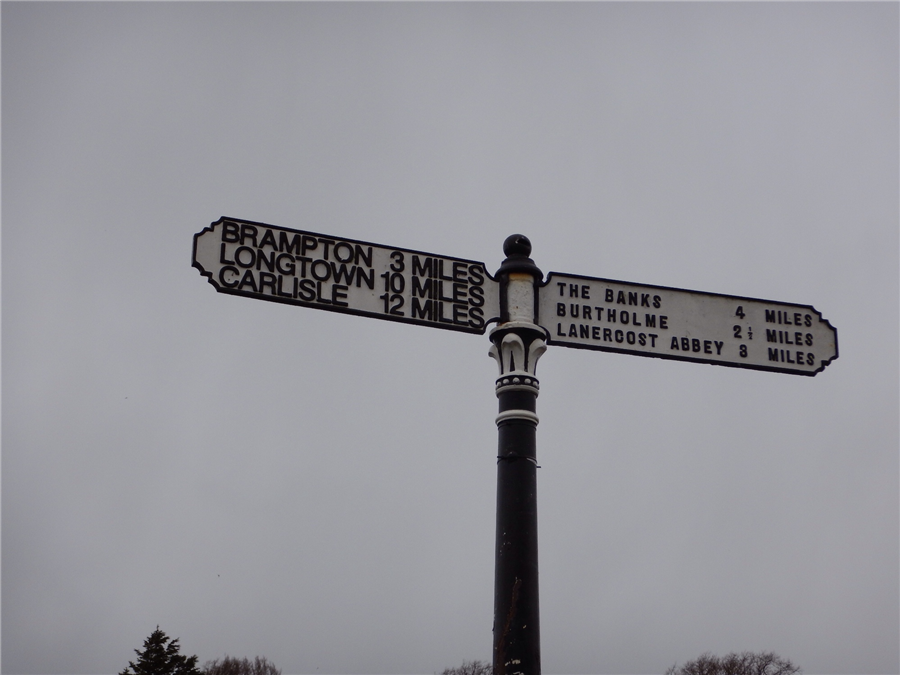 BRAMPTON 3 MILES
LONGTOWN 10 MILES
CARLISLE 12 MILES
THE BANKS 4 MILES
BURTHOLME 2½ MILES
LANERCOST ABBEY 3 MILES